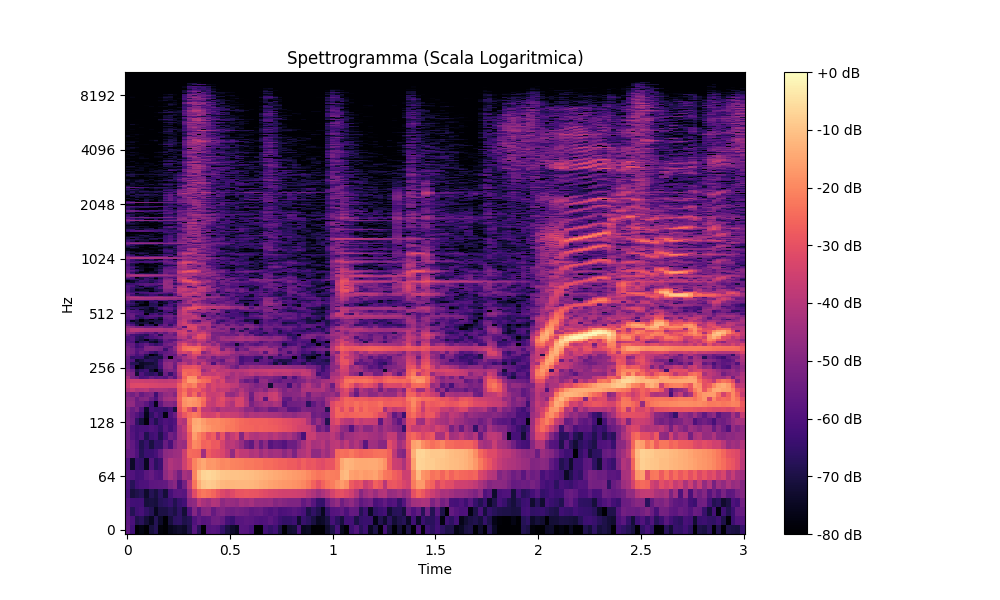 Spettrogramma (Scala Logaritmica)
Hz
8192
4096
2048
1024
512
256
128
64
0
0
0.5
1
1.5
2
2.5
3
Time
+0 dB
-10 dB
-20 dB
-30 dB
-40 dB
-50 dB
-60 dB
-70 dB
-80 dB